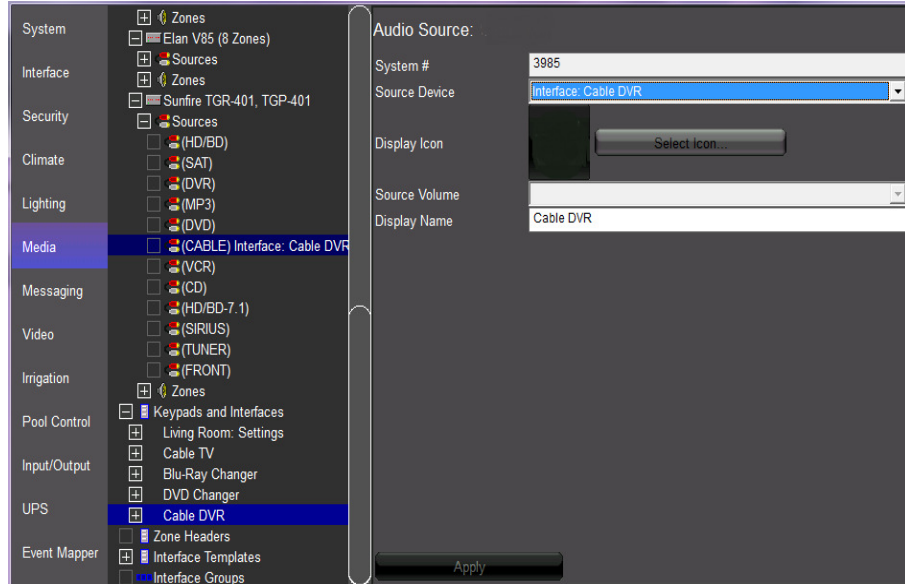 System
Interface
Security
Climate
Lighting
Media
Messaging
Video
Irrigation
Pool Control
Input/Output
UPS
Event Mapper
Zones
Elan V85 (8 Zones)
Sources
Zones
Sunfire TGR-401, TGP-401
Sources
(HD/BD)
(SAT)
(DVR)
(MP3)
(DVD)
(CABLE) Interface: Cable DVR
(VCR)
(CD)
(HD/BD-7.1)
(SIRIUS)
(TUNER)
(FRONT)
Zones
Keypads and Interfaces
Living Room: Settings
Cable TV
Blu-Ray Changer
DVD Changer
Cable DVR
Zone Headers
Interface Templates
Interface Groups
Audio Source:
System # 3985
Source Device Interface: Cable DVR
Display Icon Select Icon...
Source Volume
Display Name Cable DVR
Apply